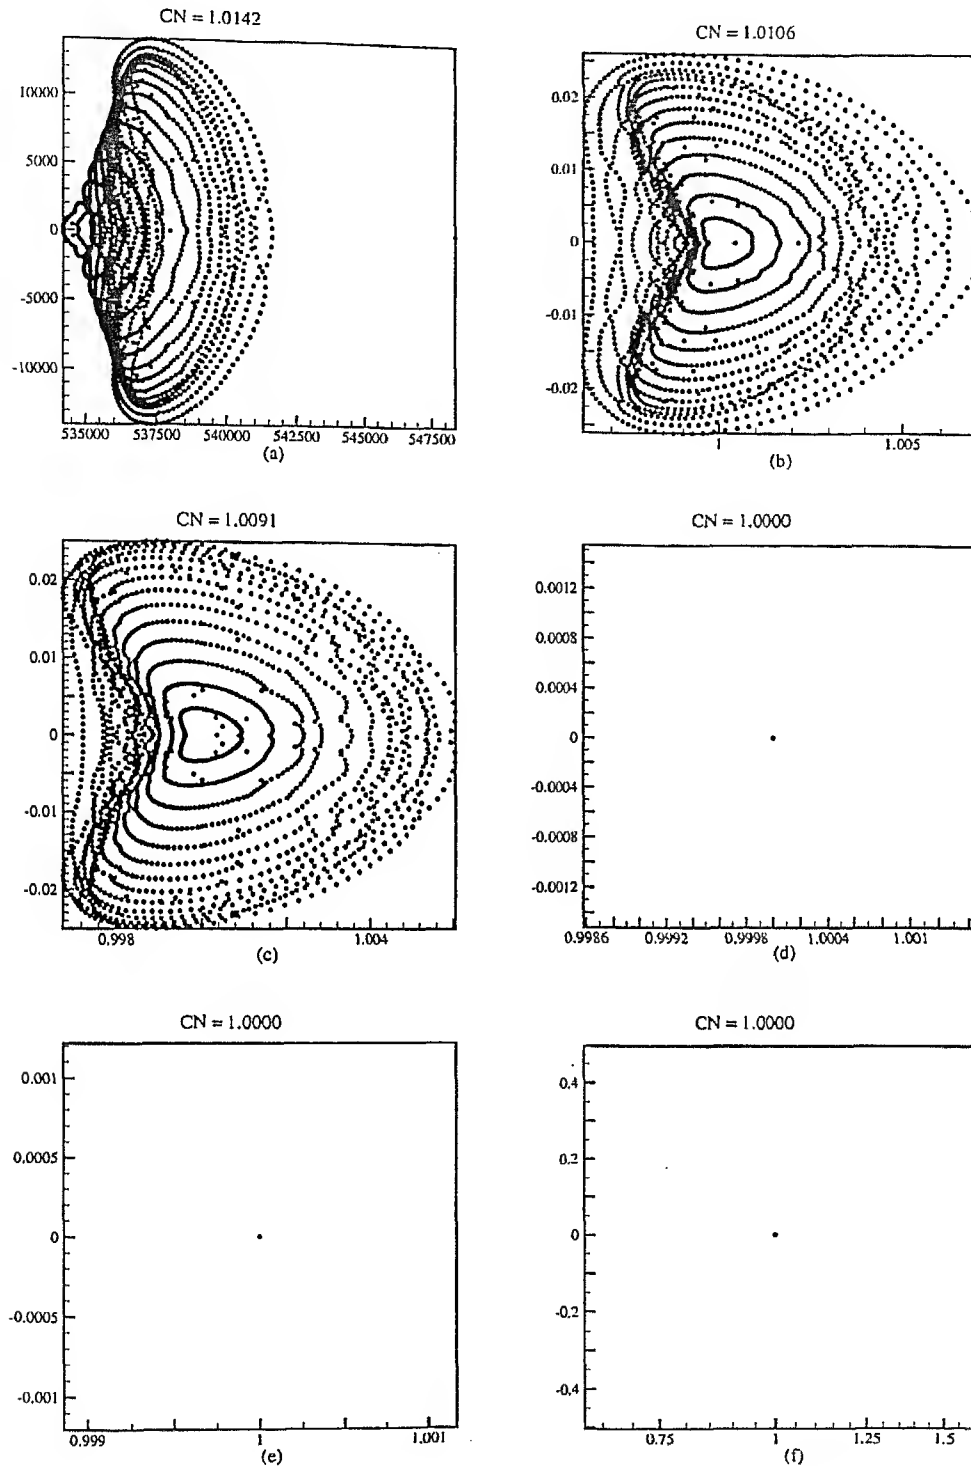 CN = 1.0142
10000
5000
0
-5000
-10000
535000 537500 540000 542500 545000 547500
(a)
CN = 1.0106
0.02
0.01
0
-0.01
-0.02
1 1.005
(b)
CN = 1.0091
0.02
0.01
0
-0.01
-0.02
0.998 1.004
(c)
CN = 1.0000
0.0012
0.0008
0.0004
0
-0.0004
-0.0008
-0.0012
0.9986 0.9992 0.9998 1.0004 1.001
(d)
CN = 1.0000
0.001
0.0005
0
-0.0005
-0.001
0.999 1 1.001
(e)
CN = 1.0000
0.4
0.2
0
-0.2
-0.4
0.75 1 1.25 1.5
(f)